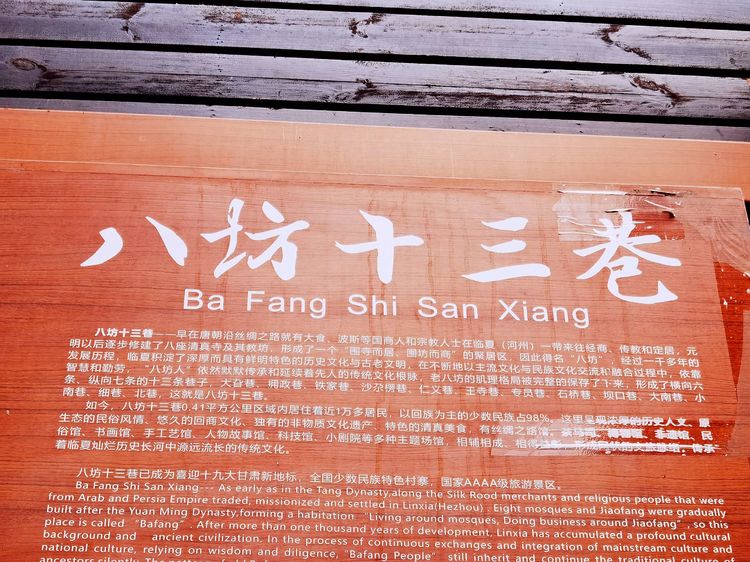 八坊十三巷
Ba Fang Shi San Xiang
八坊十三巷——早在唐朝沿丝绸之路就有大食、波斯等国商人和宗教人士在临夏（河州）一带来往经商、传教和定居，元
明以后逐步修建了八座清真寺及其教坊，形成了一个“围寺而居、围坊而商”的聚居区，因此得名“八坊”，经过一千多年的
发展历程，临夏积淀了深厚而具有鲜明特色的历史文化与古老文明，在不断地以主流文化与民族文化交流和融合过程中，依靠
智慧和勤劳，“八坊人”依然默默传承和延续着先人的传统文化根脉，老八坊的肌理格局被完整的保存了下来，形成了横向六
条、纵向七条的十三条巷子，大旮巷、拥政巷、铁家巷、沙尕楞巷、仁义巷、王寺巷、专员巷、石桥巷、坝口巷、大南巷、小
南巷、细巷、北巷，这就是八坊十三巷。
如今，八坊十三巷0.41平方公里区域内居住着近1万多居民，以回族为主的少数民族占98%，这里呈现浓厚的历史人文、原
生态的民俗风情、悠久的回商文化、独有的非物质文化遗产、特色的清真美食，有丝绸之路馆、民
俗馆、书画馆、手工艺馆、人物故事馆、科技馆、小剧院等多种主题场馆，相辅相成、相得
着临夏灿烂历史长河中源远流长的传统文化。
八坊十三巷已成为喜迎十九大甘肃新地标，全国少数民族特色村寨，国家AAAA级旅游景区。
Ba Fang Shi San Xiang--- As early as in the Tang Dynasty,along the Silk Rood merchants and religious people that were
from Arab and Persia Empire traded, missionized and settled in Linxia(Hezhou) . Eight mosques and Jiaofang were gradually
built after the Yuan Ming Dynasty,forming a habitation “Living around mosques, Doing business around Jiaofang”, so this
place is called “Bafang”. After more than one thousand years of development, Linxia has accumulated a profound cultural
background and ancient civilization. In the process of continuous exchanges and integration of mainstream culture and
national culture, relying on wisdom and diligence, “Bafang People” still inherit and continue the traditional culture of